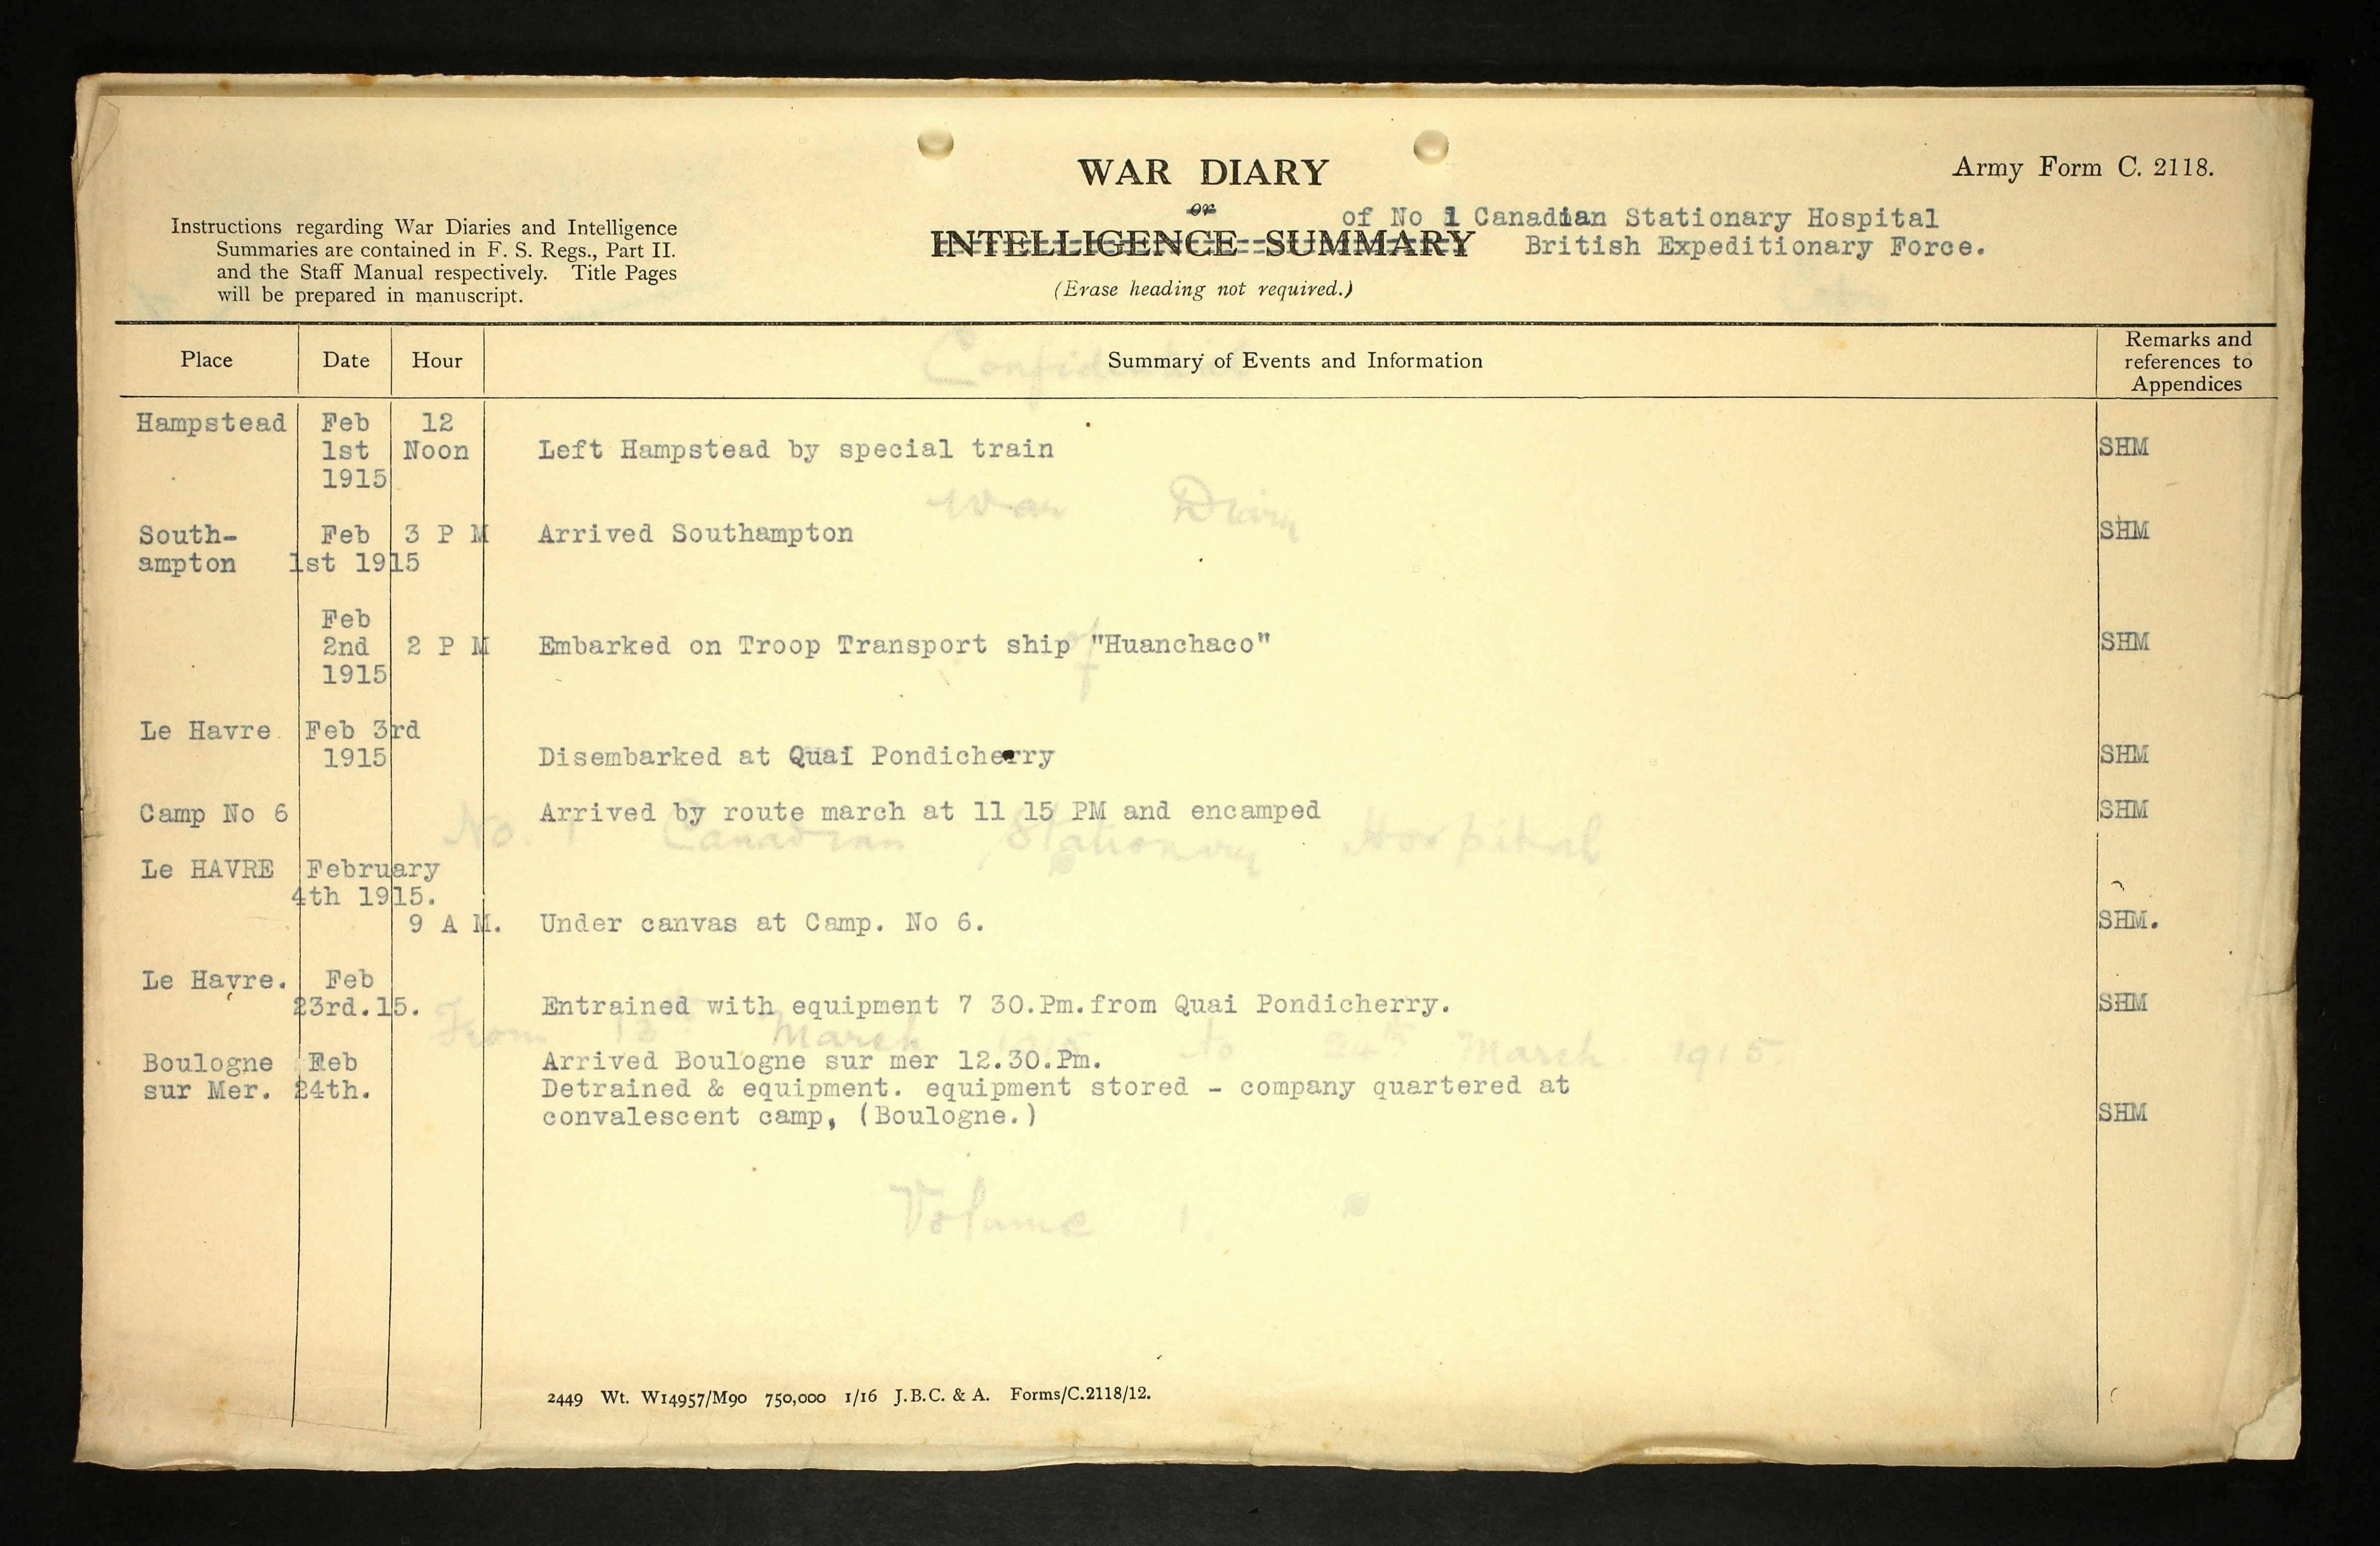 WAR DIARY
Army Form C. 2118.
or
of No 1 Canadian Stationary Hospital
INTELLIGENCE SUMMARY
British Expeditionary Force.
(Erase heading not required.)
Instructions regarding War Diaries and Intelligence
Summaries are contained in F. S. Regs., Part II.
and the Staff Manual respectively. Title Pages
will be prepared in manuscript.
Place
Date
Hour
Summary of Events and Information
Remarks and
references to
Appendices
Confidential
Hampstead Feb 12
1st Noon Left Hampstead by special train SHM
1915
War Diary
South- Feb 3 P M Arrived Southampton SHM
ampton 1st 1915
Feb
of
2nd 2 P M Embarked on Troop Transport ship "Huanchaco" SHM
1915
Le Havre Feb 3rd
1915 Disembarked at Quai Pondicherry SHM
Camp No 6 Arrived by route march at 11 15 PM and encamped SHM
No. 1 Canadian Stationary Hospital
Le HAVRE February
4th 1915.
9 A M. Under canvas at Camp. No 6. SHM.
Le Havre. Feb
23rd.15. Entrained with equipment 7 30.Pm.from Quai Pondicherry. SHM
From 13th March 1915 to 24th March 1915
Boulogne Feb Arrived Boulogne sur mer 12.30.Pm.
sur Mer. 24th. Detrained & equipment. equipment stored - company quartered at
convalescent camp, (Boulogne.) SHM
Volume 1.
2449 Wt. W14957/M90 750,000 1/16 J.B.C. & A. Forms/C.2118/12.